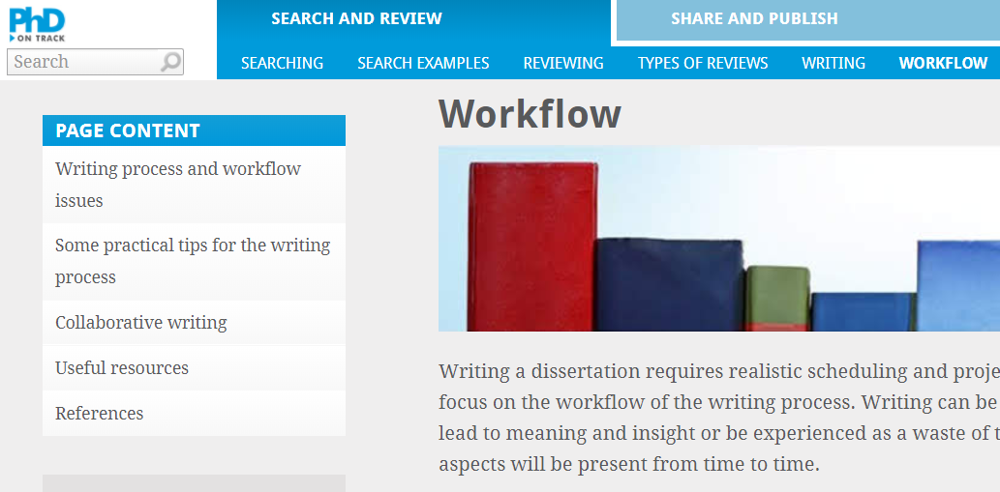 PhD
ON TRACK
Search
SEARCH AND REVIEW
SHARE AND PUBLISH
SEARCHING
SEARCH EXAMPLES
REVIEWING
TYPES OF REVIEWS
WRITING
WORKFLOW
PAGE CONTENT
Writing process and workflow
issues
Some practical tips for the writing
process
Collaborative writing
Useful resources
References
Workflow
Writing a dissertation requires realistic scheduling and proje
focus on the workflow of the writing process. Writing can be
lead to meaning and insight or be experienced as a waste of t
aspects will be present from time to time.